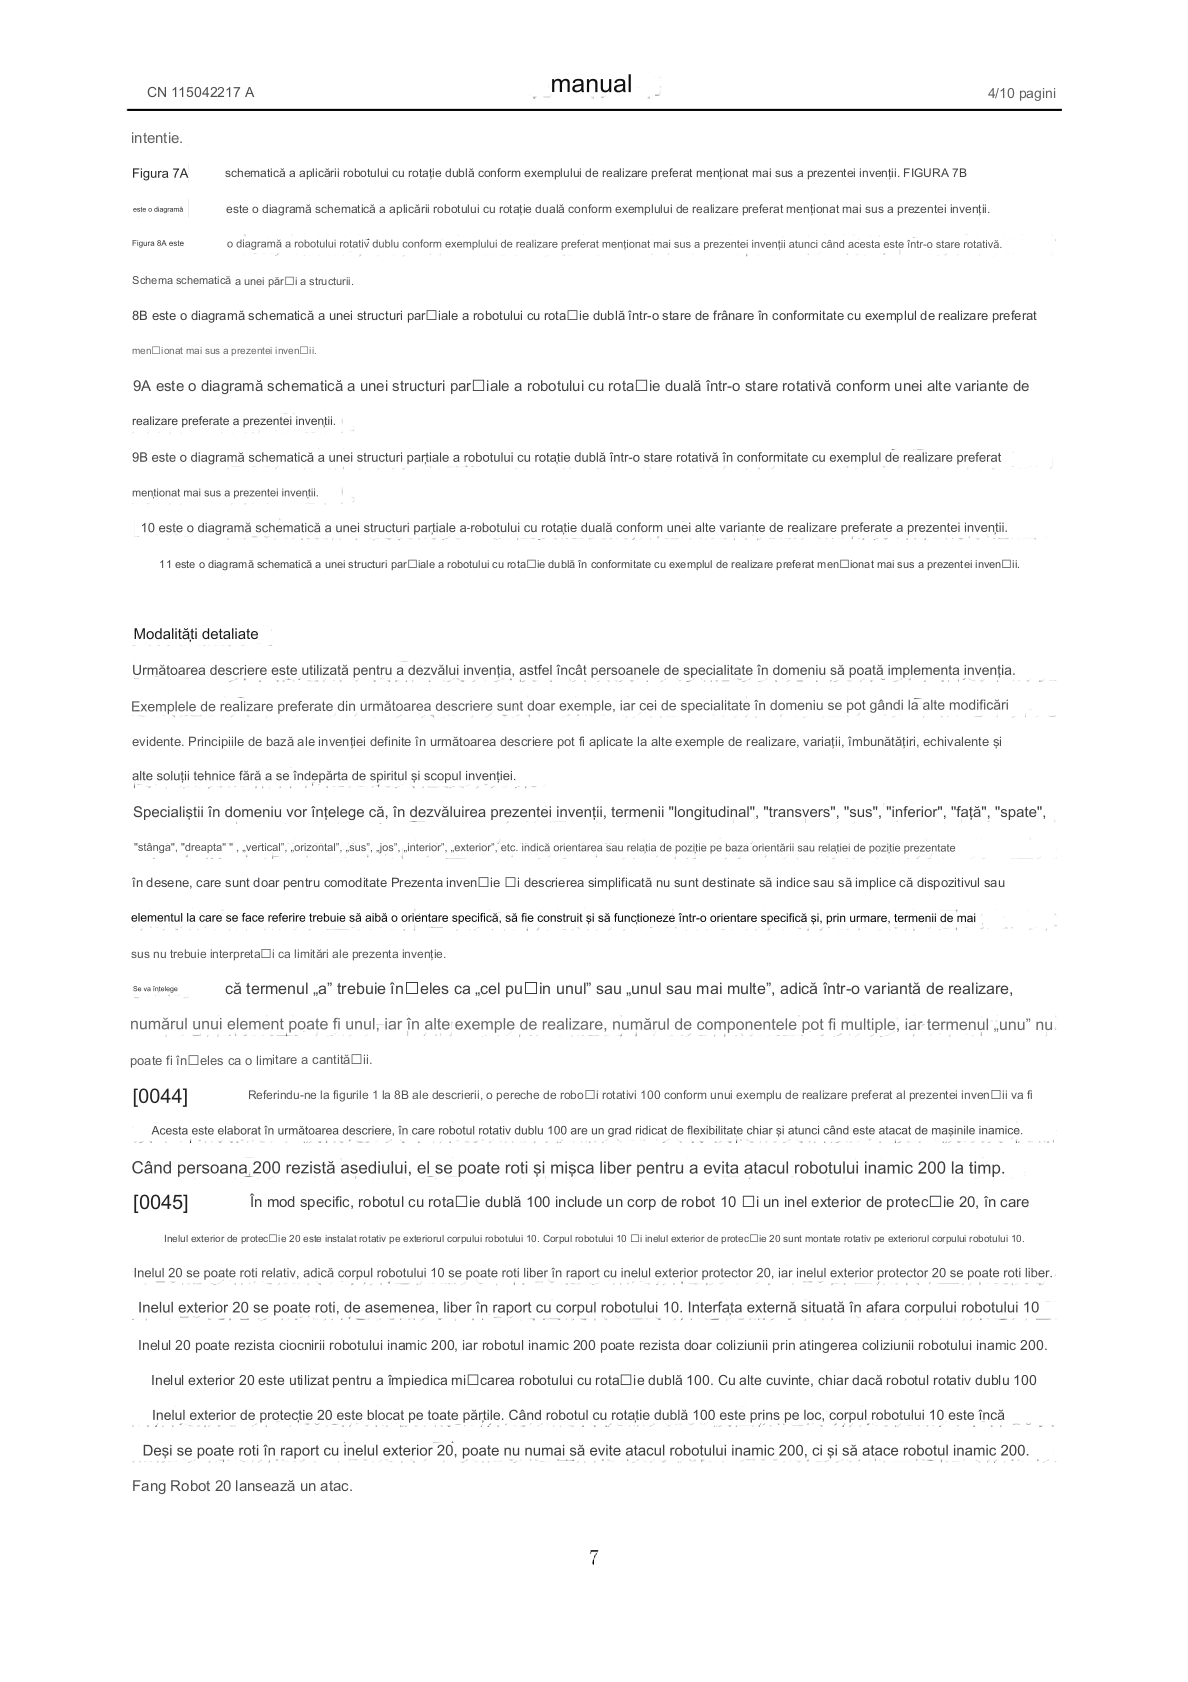 CN 115042217 A manual 4/10 pagini
intentie.
Figura 7A schematică a aplicării robotului cu rotație dublă conform exemplului de realizare preferat menționat mai sus a prezentei invenții. FIGURA 7B
este o diagramă este o diagramă schematică a aplicării robotului cu rotație duală conform exemplului de realizare preferat menționat mai sus a prezentei invenții.
Figura 8A este o diagramă a robotului rotativ dublu conform exemplului de realizare preferat menționat mai sus a prezentei invenții atunci când acesta este într-o stare rotativă.
Schema schematică a unei păr□i a structurii.
8B este o diagramă schematică a unei structuri par□iale a robotului cu rota□ie dublă într-o stare de frânare în conformitate cu exemplul de realizare preferat
men□ionat mai sus a prezentei inven□ii.
9A este o diagramă schematică a unei structuri par□iale a robotului cu rota□ie duală într-o stare rotativă conform unei alte variante de
realizare preferate a prezentei invenții.
9B este o diagramă schematică a unei structuri parțiale a robotului cu rotație dublă într-o stare rotativă în conformitate cu exemplul de realizare preferat
menționat mai sus a prezentei invenții.
10 este o diagramă schematică a unei structuri parțiale a robotului cu rotație duală conform unei alte variante de realizare preferate a prezentei invenții.
11 este o diagramă schematică a unei structuri par□iale a robotului cu rota□ie dublă în conformitate cu exemplul de realizare preferat men□ionat mai sus a prezentei inven□ii.
Modalități detaliate
Următoarea descriere este utilizată pentru a dezvălui invenția, astfel încât persoanele de specialitate în domeniu să poată implementa invenția.
Exemplele de realizare preferate din următoarea descriere sunt doar exemple, iar cei de specialitate în domeniu se pot gândi la alte modificări
evidente. Principiile de bază ale invenției definite în următoarea descriere pot fi aplicate la alte exemple de realizare, variații, îmbunătățiri, echivalente și
alte soluții tehnice fără a se îndepărta de spiritul și scopul invenției.
Specialiștii în domeniu vor înțelege că, în dezvăluirea prezentei invenții, termenii "longitudinal", "transvers", "sus", "inferior", "față", "spate",
"stânga", "dreapta" " , „vertical”, „orizontal”, „sus”, „jos”, „interior”, „exterior”, etc. indică orientarea sau relația de poziție pe baza orientării sau relației de poziție prezentate
în desene, care sunt doar pentru comoditate Prezenta inven□ie □i descrierea simplificată nu sunt destinate să indice sau să implice că dispozitivul sau
elementul la care se face referire trebuie să aibă o orientare specifică, să fie construit și să funcționeze într-o orientare specifică și, prin urmare, termenii de mai
sus nu trebuie interpreta□i ca limitări ale prezenta invenție.
Se va înțelege că termenul „a” trebuie în□eles ca „cel pu□in unul” sau „unul sau mai multe”, adică într-o variantă de realizare,
numărul unui element poate fi unul, iar în alte exemple de realizare, numărul de componentele pot fi multiple, iar termenul „unu” nu
poate fi în□eles ca o limitare a cantită□ii.
[0044] Referindu-ne la figurile 1 la 8B ale descrierii, o pereche de robo□i rotativi 100 conform unui exemplu de realizare preferat al prezentei inven□ii va fi
Acesta este elaborat în următoarea descriere, în care robotul rotativ dublu 100 are un grad ridicat de flexibilitate chiar și atunci când este atacat de mașinile inamice.
Când persoana 200 rezistă asediului, el se poate roti și mișca liber pentru a evita atacul robotului inamic 200 la timp.
[0045] În mod specific, robotul cu rota□ie dublă 100 include un corp de robot 10 □i un inel exterior de protec□ie 20, în care
Inelul exterior de protec□ie 20 este instalat rotativ pe exteriorul corpului robotului 10. Corpul robotului 10 □i inelul exterior de protec□ie 20 sunt montate rotativ pe exteriorul corpului robotului 10.
Inelul 20 se poate roti relativ, adică corpul robotului 10 se poate roti liber în raport cu inelul exterior protector 20, iar inelul exterior protector 20 se poate roti liber.
Inelul exterior 20 se poate roti, de asemenea, liber în raport cu corpul robotului 10. Interfața externă situată în afara corpului robotului 10
Inelul 20 poate rezista ciocnirii robotului inamic 200, iar robotul inamic 200 poate rezista doar coliziunii prin atingerea coliziunii robotului inamic 200.
Inelul exterior 20 este utilizat pentru a împiedica mi□carea robotului cu rota□ie dublă 100. Cu alte cuvinte, chiar dacă robotul rotativ dublu 100
Inelul exterior de protecție 20 este blocat pe toate părțile. Când robotul cu rotație dublă 100 este prins pe loc, corpul robotului 10 este încă
Deși se poate roti în raport cu inelul exterior 20, poate nu numai să evite atacul robotului inamic 200, ci și să atace robotul inamic 200.
Fang Robot 20 lansează un atac.
7